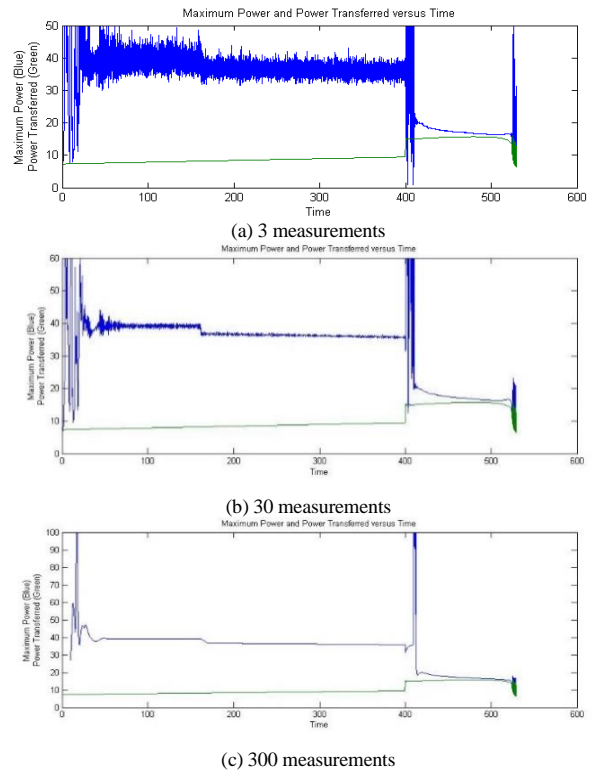 Maximum Power and Power Transferred versus Time
Maximum Power (Blue)
Power Transferred (Green)
50
40
30
20
10
0
0 100 200 300 400 500 600
Time
(a) 3 measurements
Maximum Power and Power Transferred versus Time
Maximum Power (Blue)
Power Transferred (Green)
60
50
40
30
20
10
0
0 100 200 300 400 500 600
Time
(b) 30 measurements
Maximum Power and Power Transferred versus Time
Maximum Power (Blue)
Power Transferred (Green)
100
90
80
70
60
50
40
30
20
10
0
0 100 200 300 400 500 600
Time
(c) 300 measurements